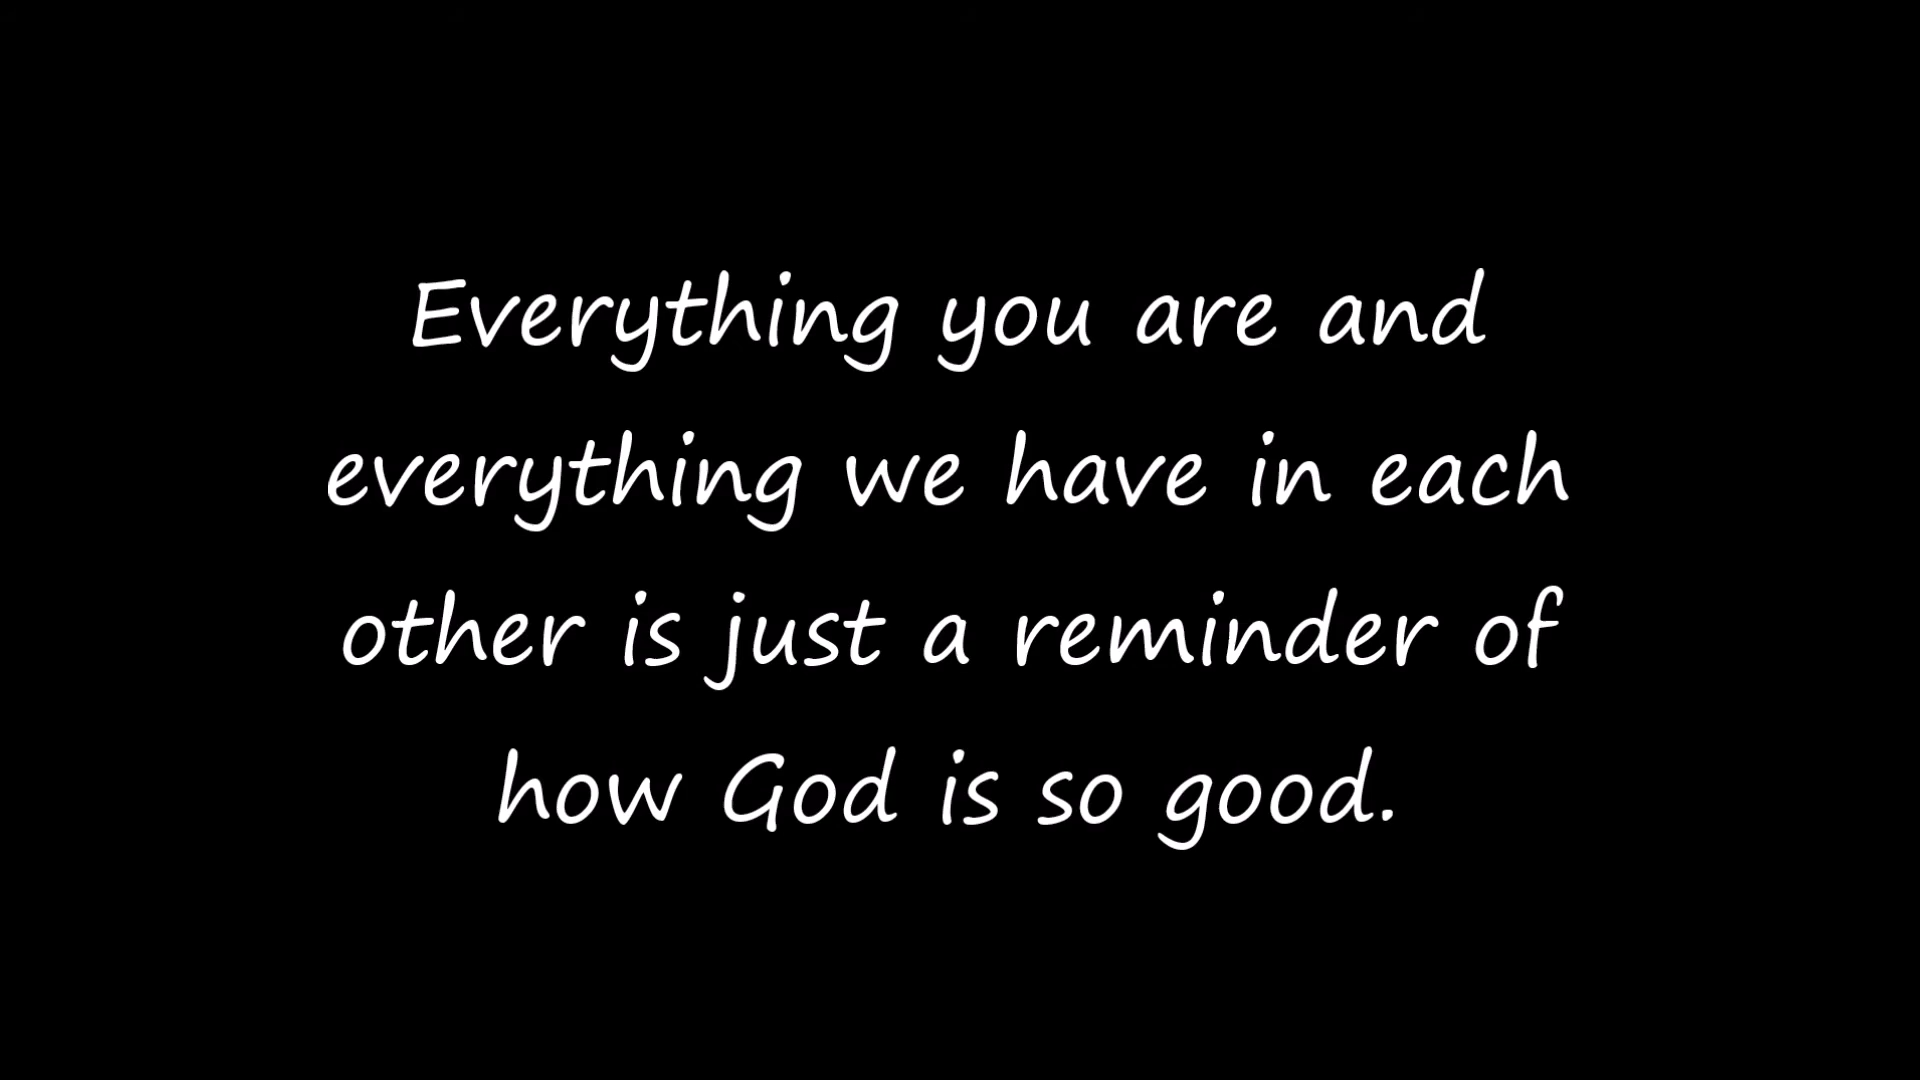 Everything you are and
everything we have in each
other is just a reminder of
how God is so good.